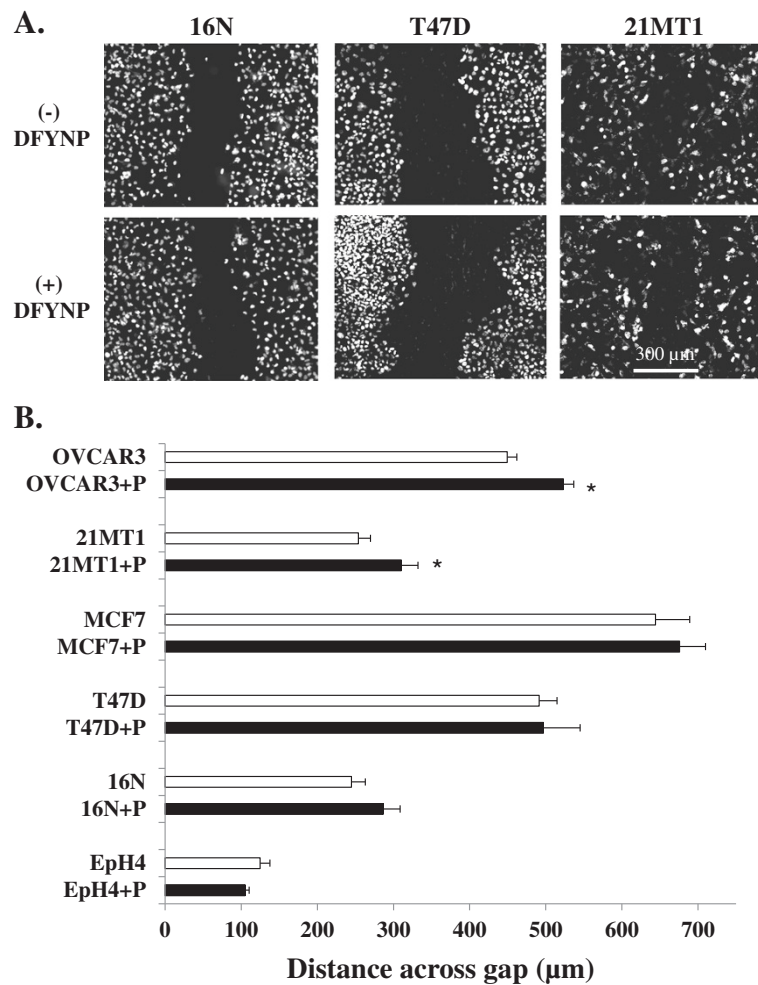 A.
16N T47D 21MT1
(-)
DFYNP
(+)
DFYNP
300 µm
B.
OVCAR3
OVCAR3+P *
21MT1
21MT1+P *
MCF7
MCF7+P
T47D
T47D+P
16N
16N+P
EpH4
EpH4+P
0 100 200 300 400 500 600 700
Distance across gap (µm)